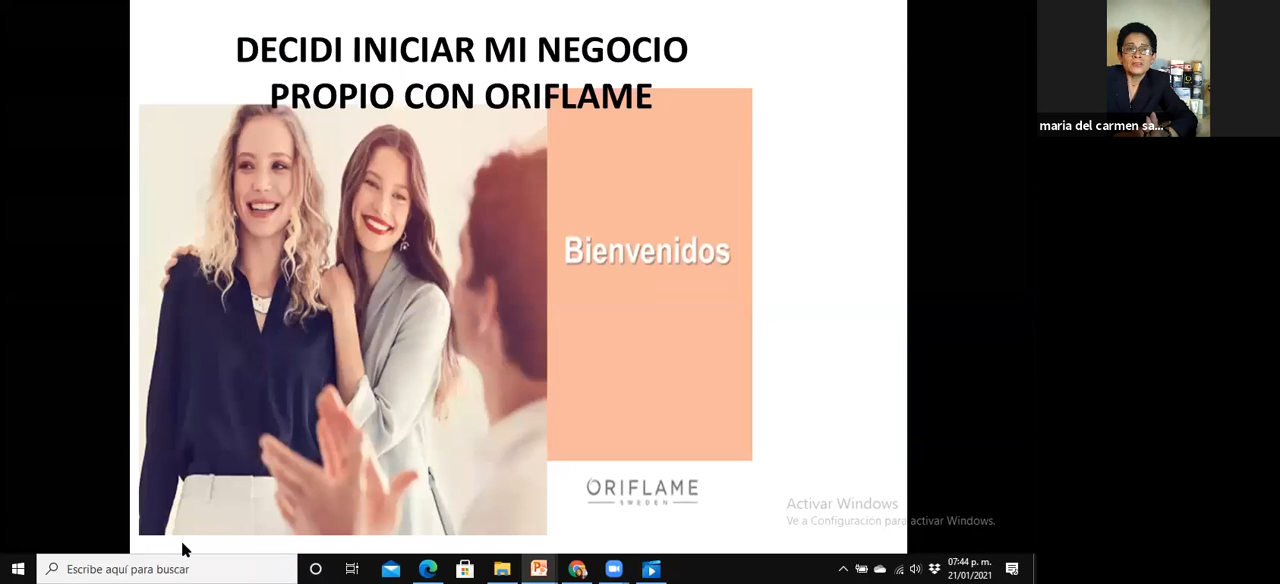 DECIDI INICIAR MI NEGOCIO
PROPIO CON ORIFLAME
maria del carmen sa...
Bienvenidos
ORIFLAME
SWEDEN
Activar Windows
Ve a Configuración para activar Windows.
Escribe aquí para buscar
07:44 p. m.
21/01/2021